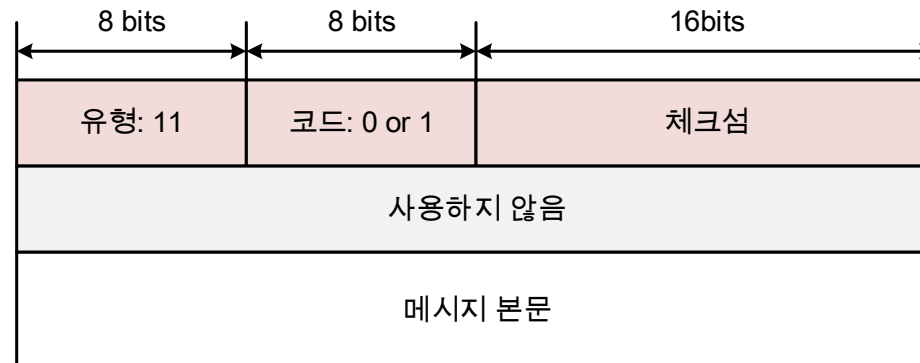 8 bits
8 bits
16bits
유형: 11
코드: 0 or 1
체크섬
사용하지 않음
메시지 본문